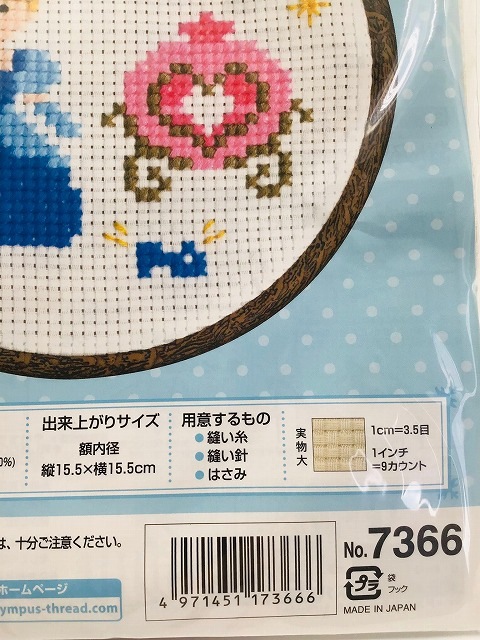 出来上がりサイズ
額内径
縦15.5×横15.5cm
用意するもの
●縫い糸
●縫い針
●はさみ
実物大
1cm=3.5目
1インチ
=9カウント
0%)
は、十分ご注意ください。
ホームページ
ympus-thread.com
4 971451 173666
No.7366
プラ
袋
フック
MADE IN JAPAN